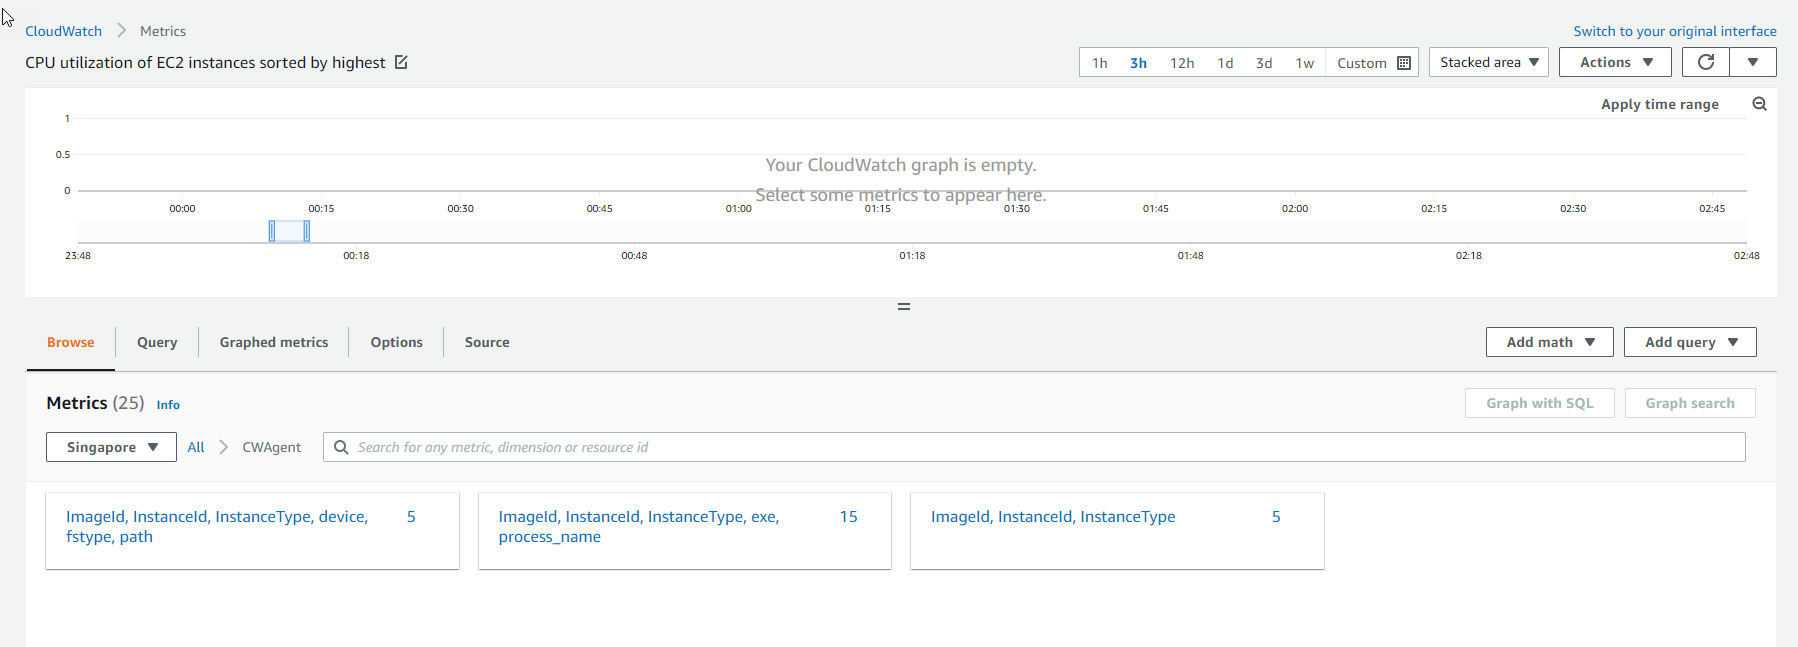 CloudWatch > Metrics
Switch to your original interface
CPU utilization of EC2 instances sorted by highest
1h 3h 12h 1d 3d 1w Custom Stacked area Actions
Apply time range
1
0.5
0
Your CloudWatch graph is empty.
Select some metrics to appear here.
00:00 00:15 00:30 00:45 01:00 01:15 01:30 01:45 02:00 02:15 02:30 02:45
23:48 00:18 00:48 01:18 01:48 02:18 02:48
Browse Query Graphed metrics Options Source Add math Add query
Metrics (25) Info Graph with SQL Graph search
Singapore All > CWAgent Search for any metric, dimension or resource id
ImageId, InstanceId, InstanceType, device, 5
fstype, path
ImageId, InstanceId, InstanceType, exe, 15
process_name
ImageId, InstanceId, InstanceType 5